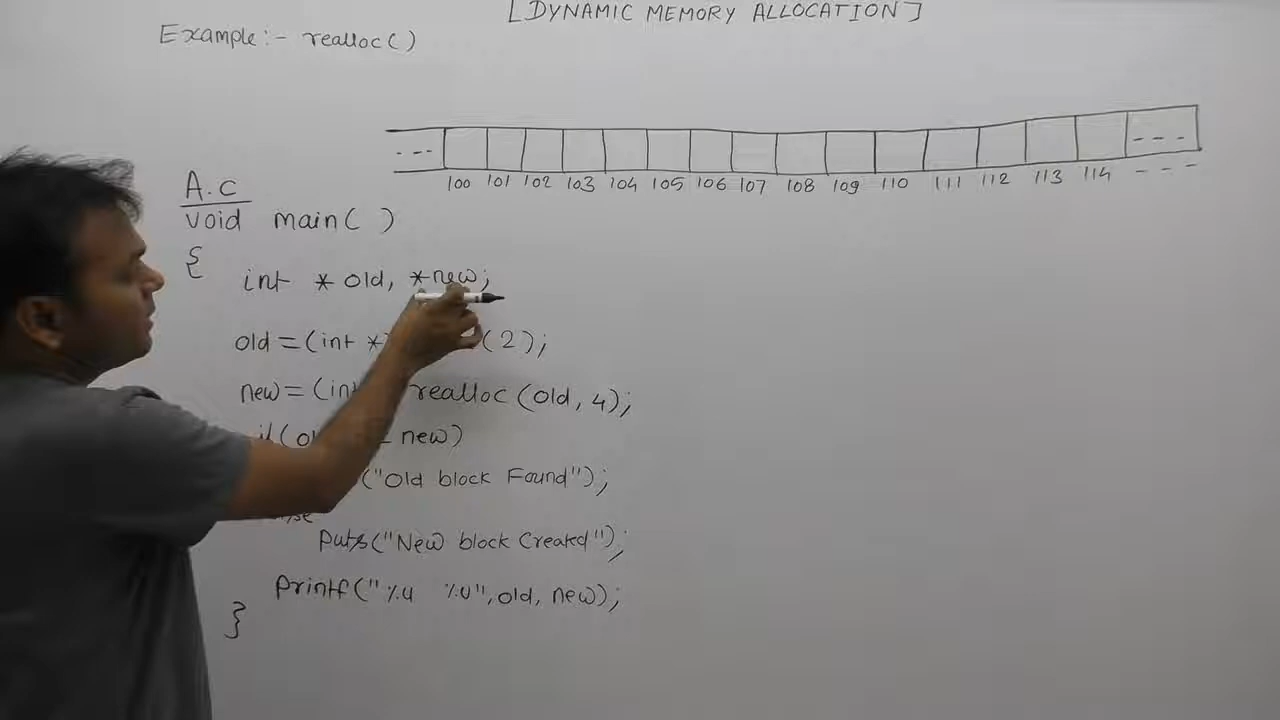 [DYNAMIC MEMORY ALLOCATION]
Example:- realloc()
--- ---
100 101 102 103 104 105 106 107 108 109 110 111 112 113 114 ---
A.c
void main( )
{
int * old, *new;
old = (int * (2);
new = (int realloc (old, 4);
new)
("Old block Found");
puts("New block Created");
printf("%u %u", old, new);
}